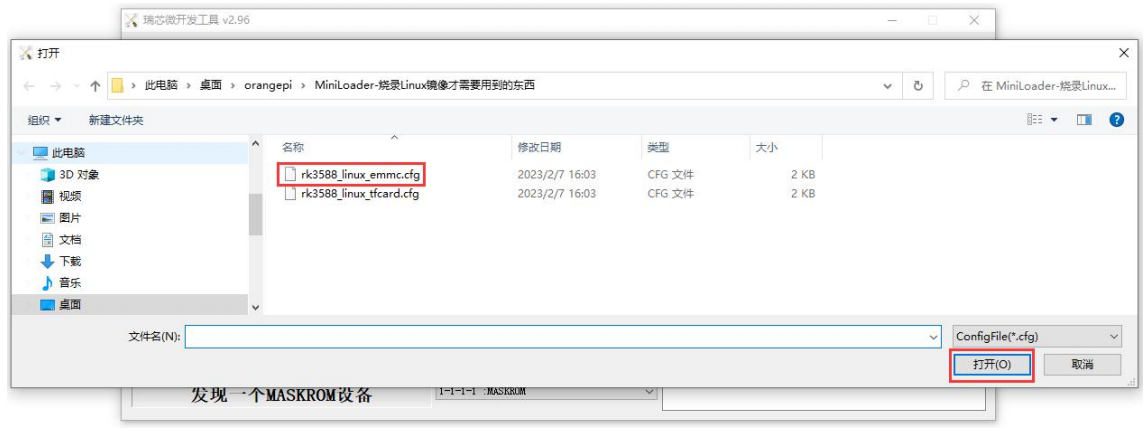 瑞芯微开发工具 v2.96
打开
此电脑 › 桌面 › orangepi › MiniLoader-烧录Linux镜像才需要用到的东西
在 MiniLoader-烧录Linux...
组织 新建文件夹
名称 修改日期 类型 大小
此电脑
3D 对象
视频
图片
文档
下载
音乐
桌面
rk3588_linux_emmc.cfg 2023/2/7 16:03 CFG 文件 2 KB
rk3588_linux_tfcard.cfg 2023/2/7 16:03 CFG 文件 2 KB
文件名(N): ConfigFile(*.cfg)
打开(O) 取消
发现一个MASKROM设备 1-1-1-1 :MASKROM